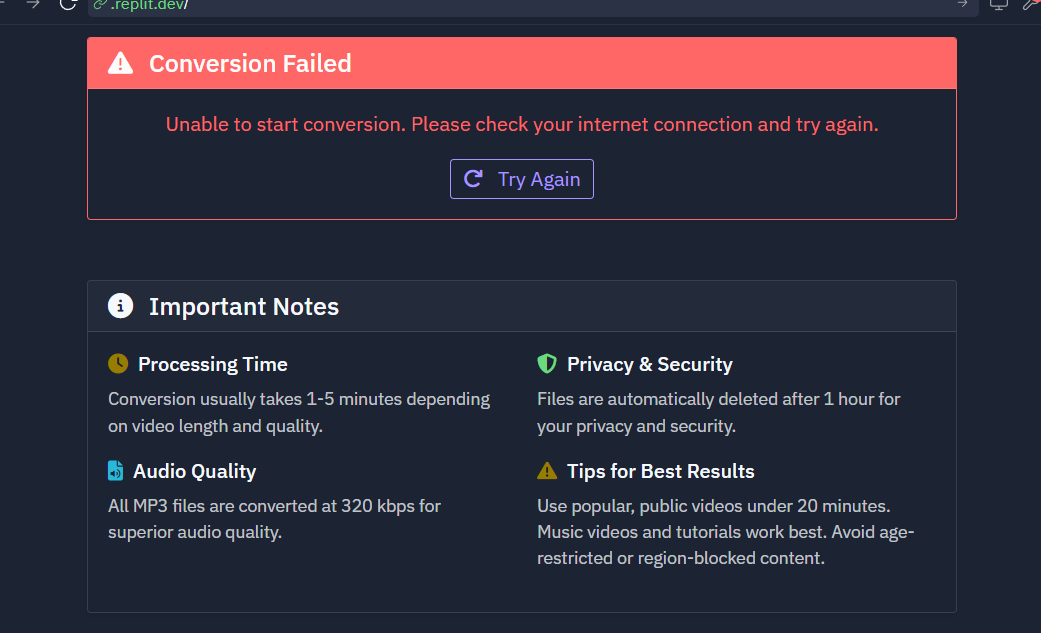 .replit.dev/
Conversion Failed
Unable to start conversion. Please check your internet connection and try again.
Try Again
Important Notes
Processing Time
Conversion usually takes 1-5 minutes depending
on video length and quality.
Privacy & Security
Files are automatically deleted after 1 hour for
your privacy and security.
Audio Quality
All MP3 files are converted at 320 kbps for
superior audio quality.
Tips for Best Results
Use popular, public videos under 20 minutes.
Music videos and tutorials work best. Avoid age-
restricted or region-blocked content.